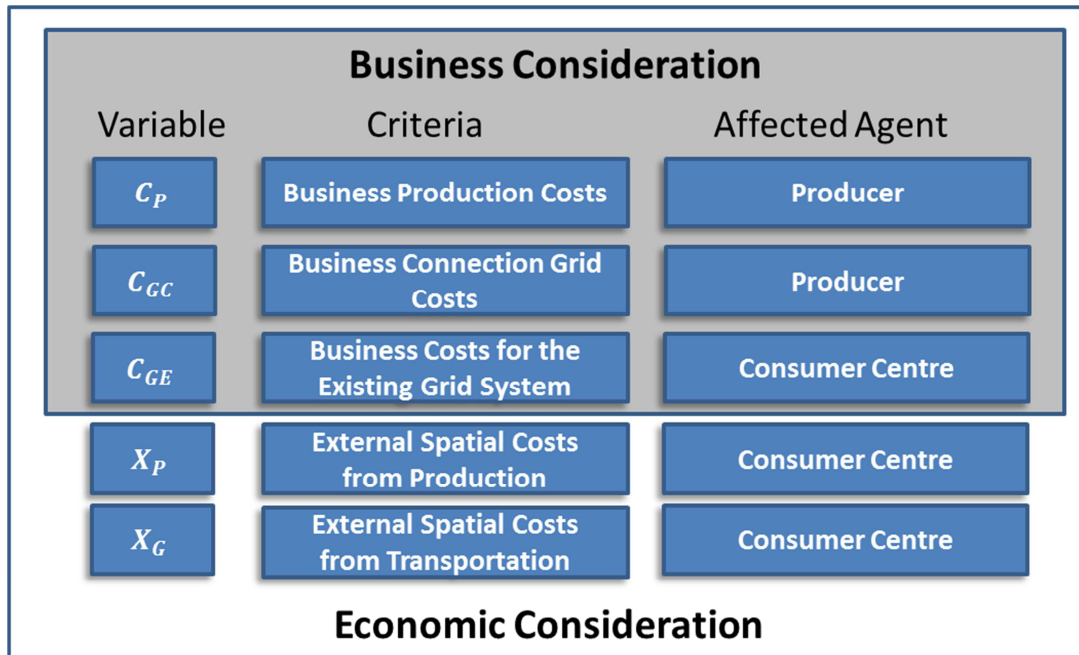 Business Consideration
Variable Criteria Affected Agent
C_P Business Production Costs Producer
C_GC Business Connection Grid Costs Producer
C_GE Business Costs for the Existing Grid System Consumer Centre
X_P External Spatial Costs from Production Consumer Centre
X_G External Spatial Costs from Transportation Consumer Centre
Economic Consideration